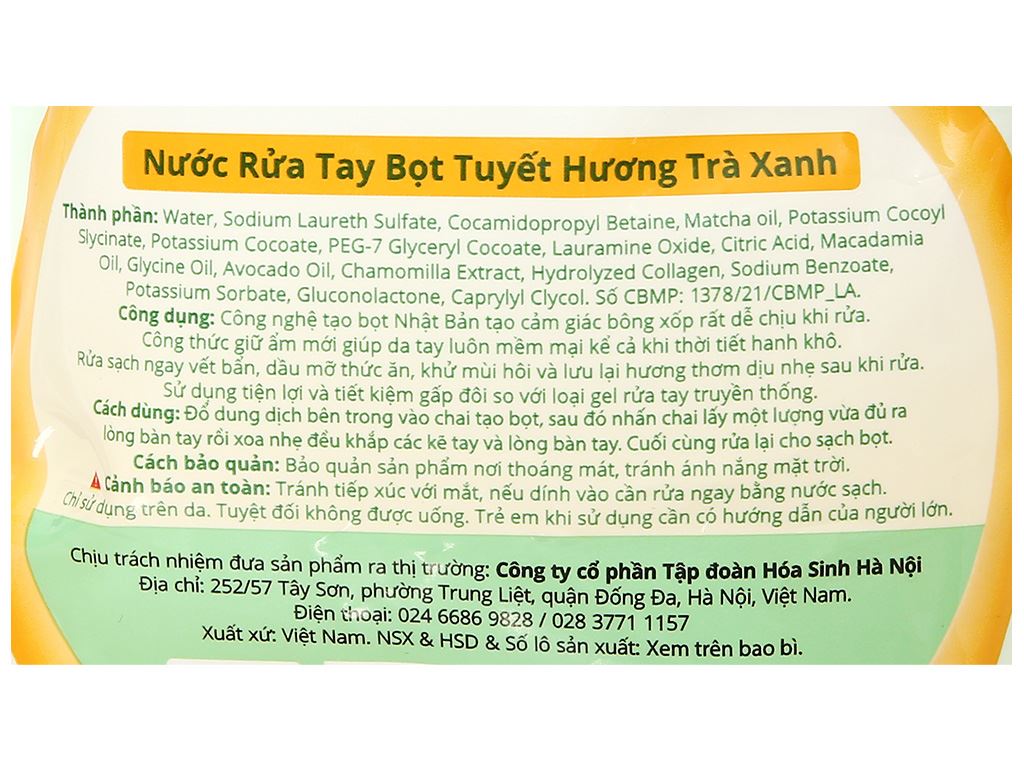 Nước Rửa Tay Bọt Tuyết Hương Trà Xanh
Thành phần: Water, Sodium Laureth Sulfate, Cocamidopropyl Betaine, Matcha oil, Potassium Cocoyl
Slycinate, Potassium Cocoate, PEG-7 Glyceryl Cocoate, Lauramine Oxide, Citric Acid, Macadamia
Oil, Glycine Oil, Avocado Oil, Chamomilla Extract, Hydrolyzed Collagen, Sodium Benzoate,
Potassium Sorbate, Gluconolactone, Caprylyl Clycol. Số CBMP: 1378/21/CBMP_LA.
Công dụng: Công nghệ tạo bọt Nhật Bản tạo cảm giác bông xốp rất dễ chịu khi rửa.
Công thức giữ ẩm mới giúp da tay luôn mềm mại kể cả khi thời tiết hanh khô.
Rửa sạch ngay vết bẩn, dầu mỡ thức ăn, khử mùi hôi và lưu lại hương thơm dịu nhẹ sau khi rửa.
Sử dụng tiện lợi và tiết kiệm gấp đôi so với loại gel rửa tay truyền thống.
Cách dùng: Đổ dung dịch bên trong vào chai tạo bọt, sau đó nhấn chai lấy một lượng vừa đủ ra
lòng bàn tay rồi xoa nhẹ đều khắp các kẽ tay và lòng bàn tay. Cuối cùng rửa lại cho sạch bọt.
Cách bảo quản: Bảo quản sản phẩm nơi thoáng mát, tránh ánh nắng mặt trời.
Cảnh báo an toàn: Tránh tiếp xúc với mắt, nếu dính vào cần rửa ngay bằng nước sạch.
Chỉ sử dụng trên da. Tuyệt đối không được uống. Trẻ em khi sử dụng cần có hướng dẫn của người lớn.
Chịu trách nhiệm đưa sản phẩm ra thị trường: Công ty cổ phần Tập đoàn Hóa Sinh Hà Nội
Địa chỉ: 252/57 Tây Sơn, phường Trung Liệt, quận Đống Đa, Hà Nội, Việt Nam.
Điện thoại: 024 6686 9828 / 028 3771 1157
Xuất xứ: Việt Nam. NSX & HSD & Số lô sản xuất: Xem trên bao bì.